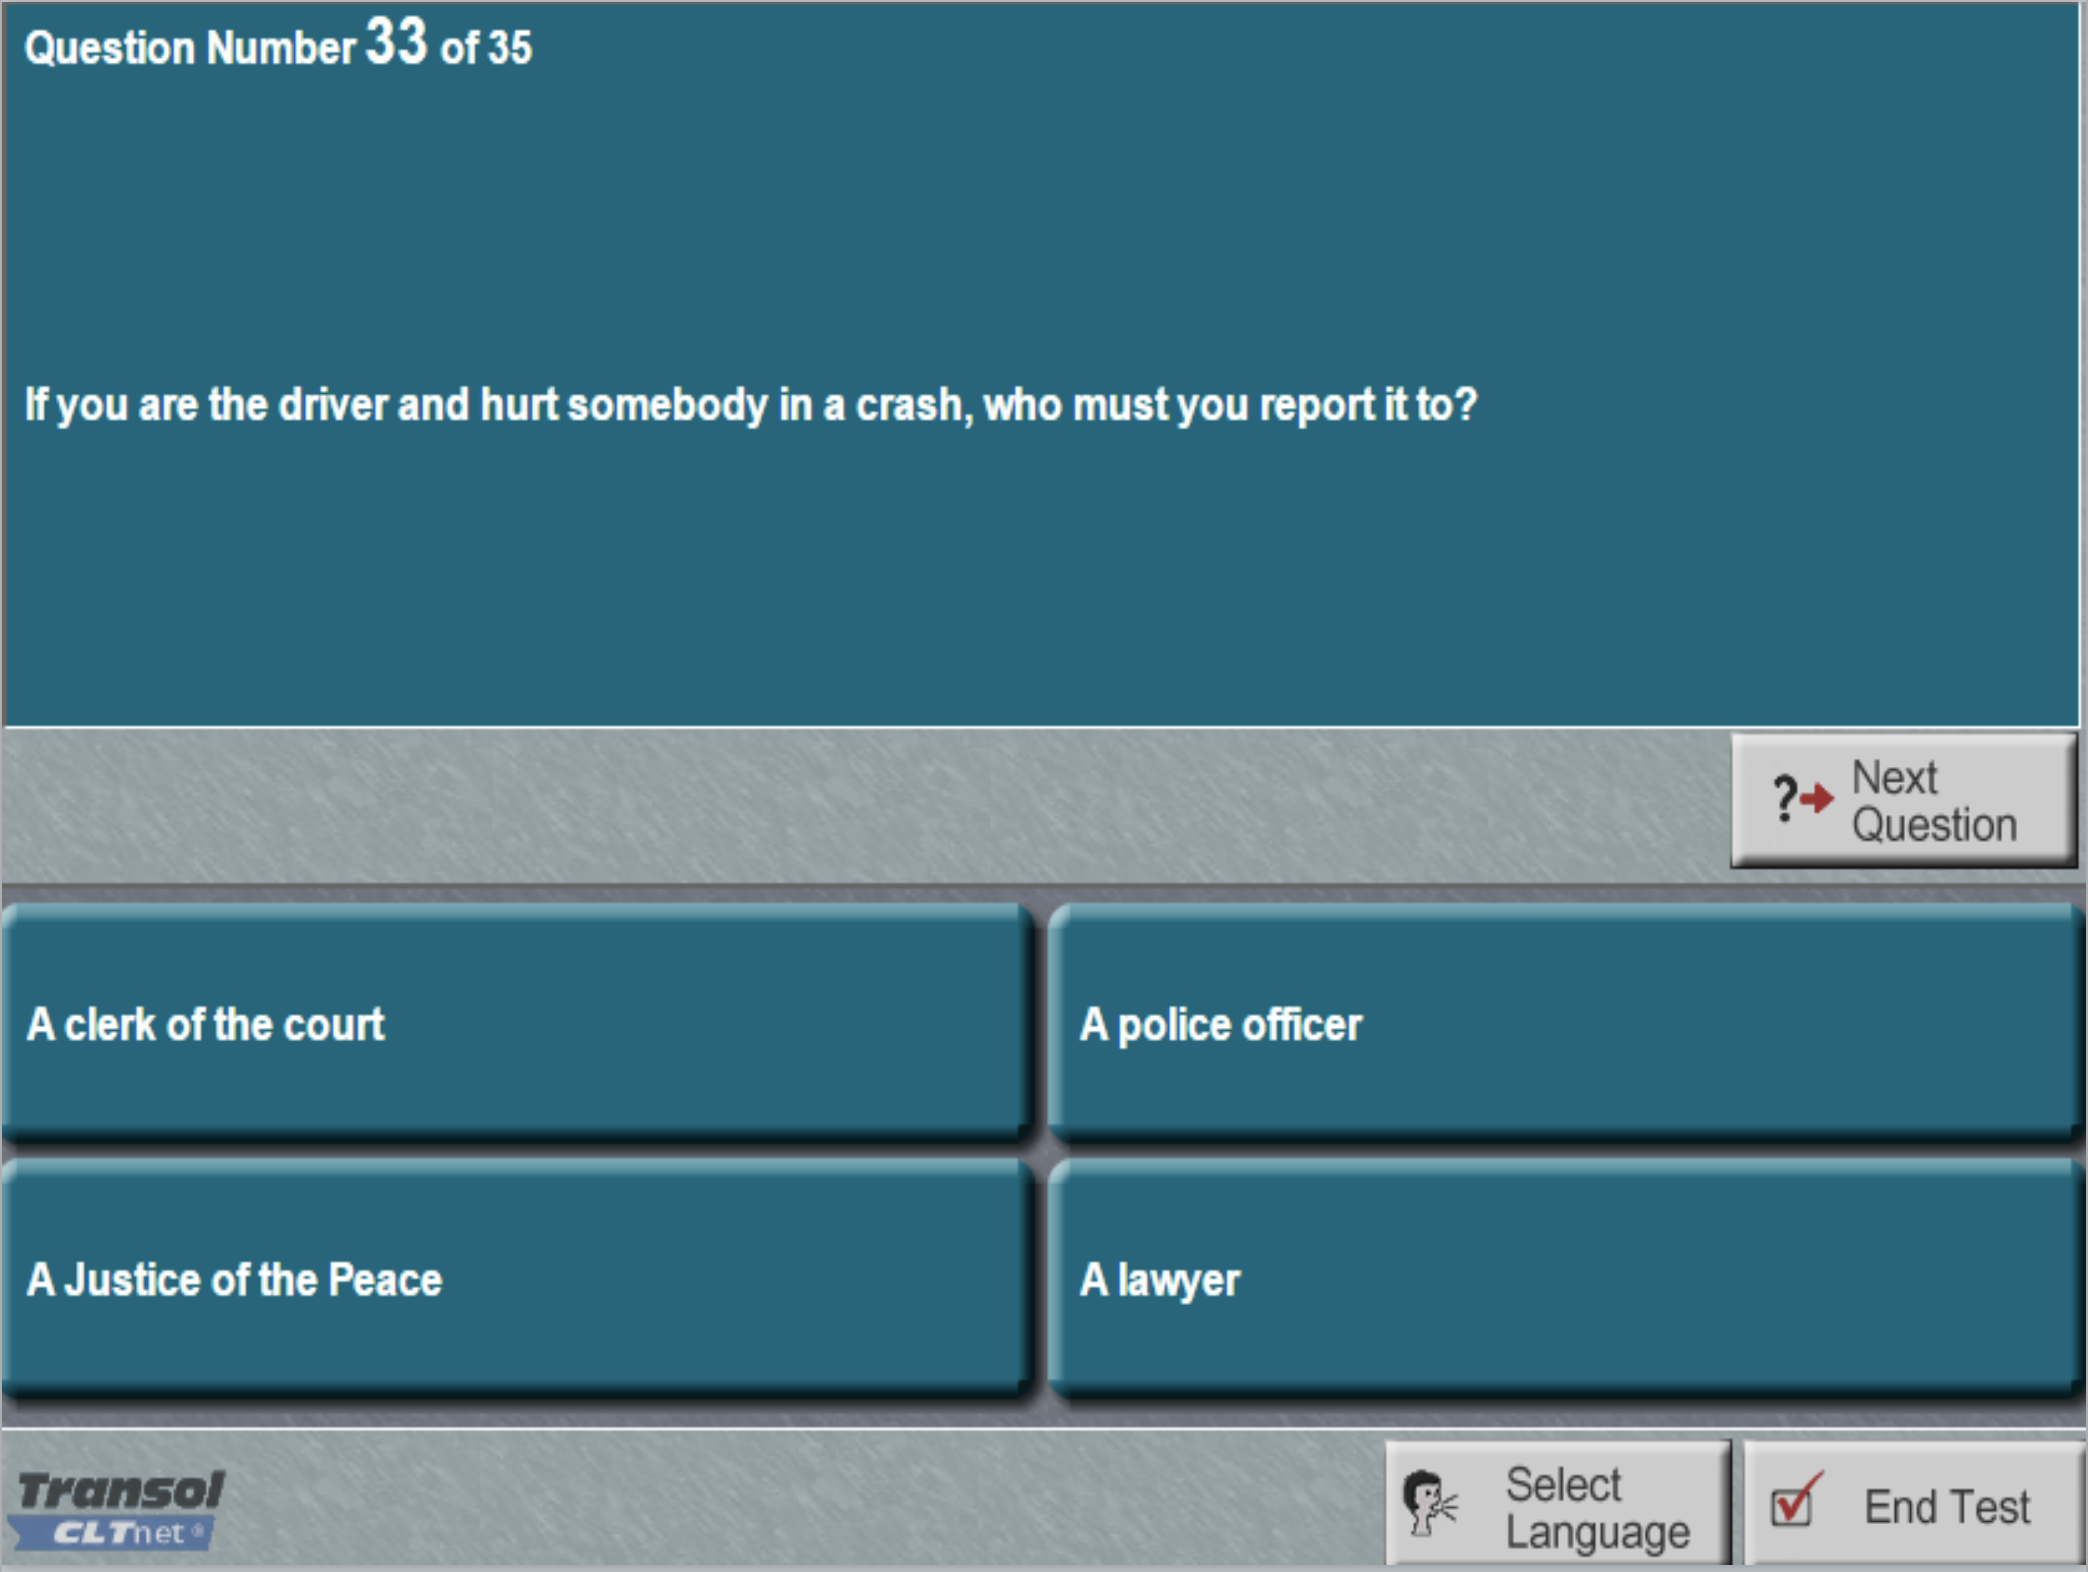 Question Number 33 of 35
If you are the driver and hurt somebody in a crash, who must you report it to?
Next
Question
A clerk of the court
A police officer
A Justice of the Peace
A lawyer
Transol
CLTnet®
Select
Language
End Test